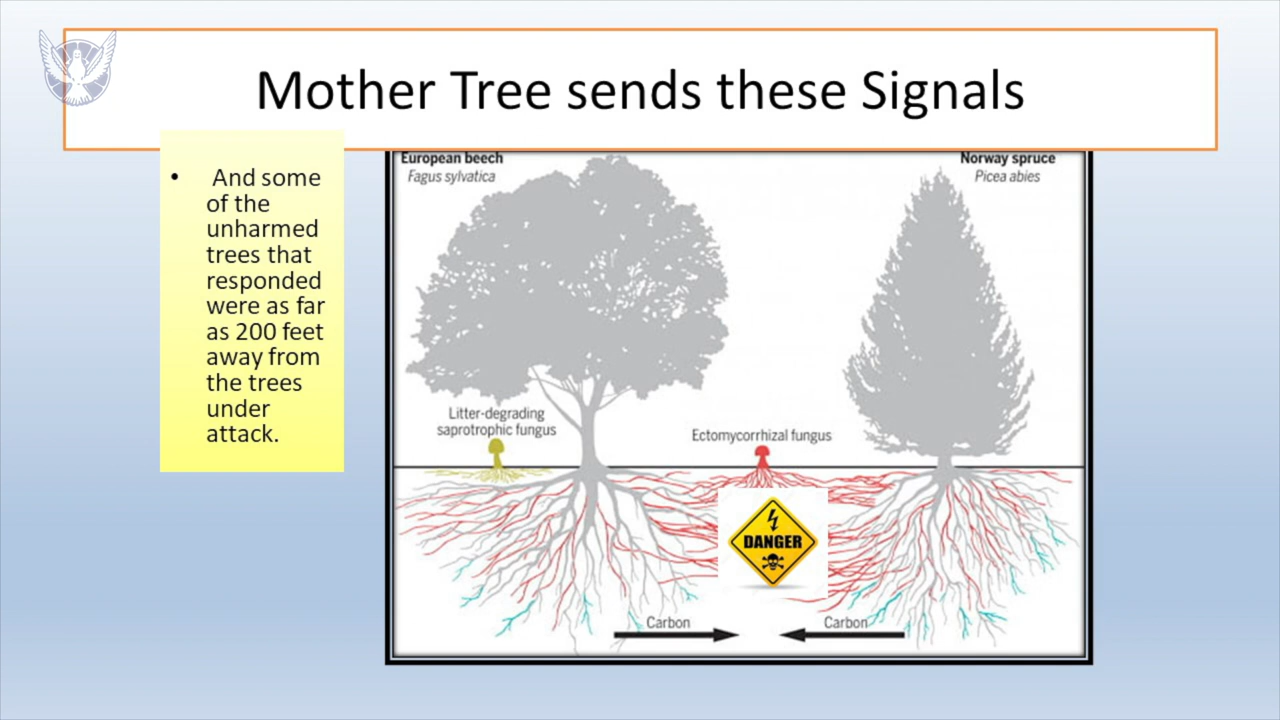 Mother Tree sends these Signals
• And some
of the
unharmed
trees that
responded
were as far
as 200 feet
away from
the trees
under
attack.
European beech
Fagus sylvatica
Norway spruce
Picea abies
Litter-degrading
saprotrophic fungus
Ectomycorrhizal fungus
DANGER
Carbon
Carbon